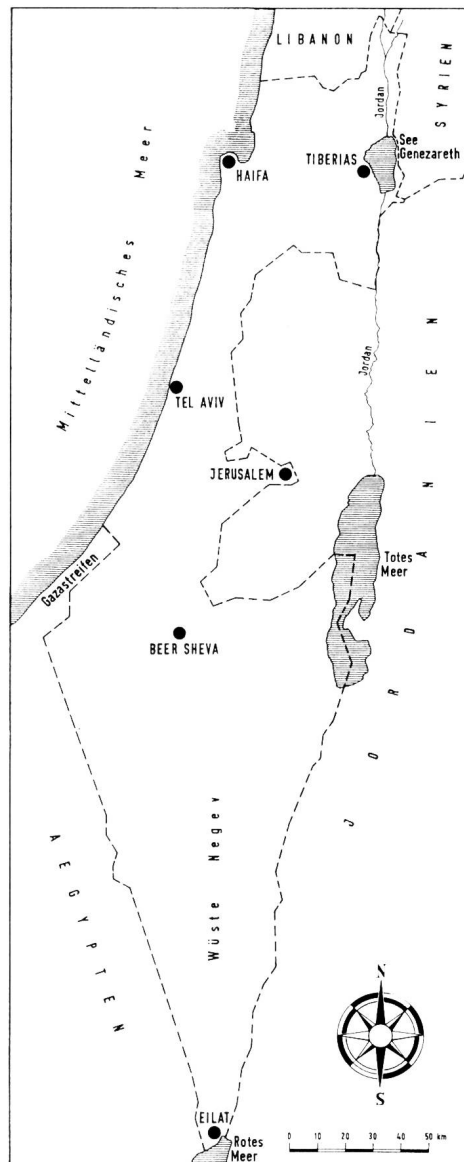 LIBANON
SYRIEN
Jordan
See
Genezareth
TIBERIAS
HAIFA
Mittelländisches Meer
Jordan
TEL AVIV
JERUSALEM
JORDANIEN
Gazastreifen
Totes
Meer
BEER SHEVA
Wüste Negev
AEGYPTEN
N
S
EILAT
Rotes
Meer
0 10 20 30 40 50 km